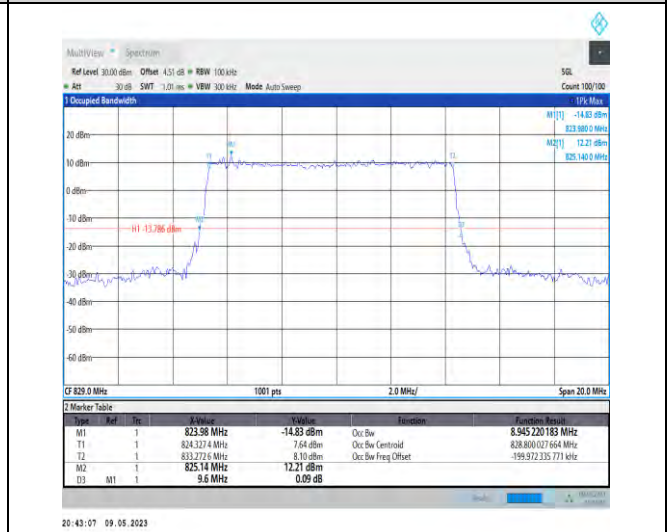 MultiView Spectrum
Ref Level 30.00 dBm Offset 4.51 dB RBW 100 kHz SGL
Att 30 dB SWT 1.01 ms VBW 300 kHz Mode Auto Sweep Count 100/100
1 Occupied Bandwidth 1Pk Max
M1[1] -14.83 dBm
823.980 0 MHz
M2[1] 12.21 dBm
825.140 0 MHz
20 dBm
10 dBm
0 dBm
-10 dBm
H1 -13.786 dBm
-20 dBm
-30 dBm
-40 dBm
-50 dBm
-60 dBm
CF 829.0 MHz 1001 pts 2.0 MHz/ Span 20.0 MHz
2 Marker Table
Type Ref Trc X-Value Y-Value Function Function Result
M1 1 823.98 MHz -14.83 dBm Occ Bw 8.945 220 183 MHz
T1 1 824.327 4 MHz 7.64 dBm Occ Bw Centroid 828.800 027 664 MHz
T2 1 833.272 6 MHz 8.10 dBm Occ Bw Freq Offset -199.972 335 771 kHz
M2 1 825.14 MHz 12.21 dBm
D3 M1 1 9.6 MHz 0.09 dB
20:43:07 09.05.2023